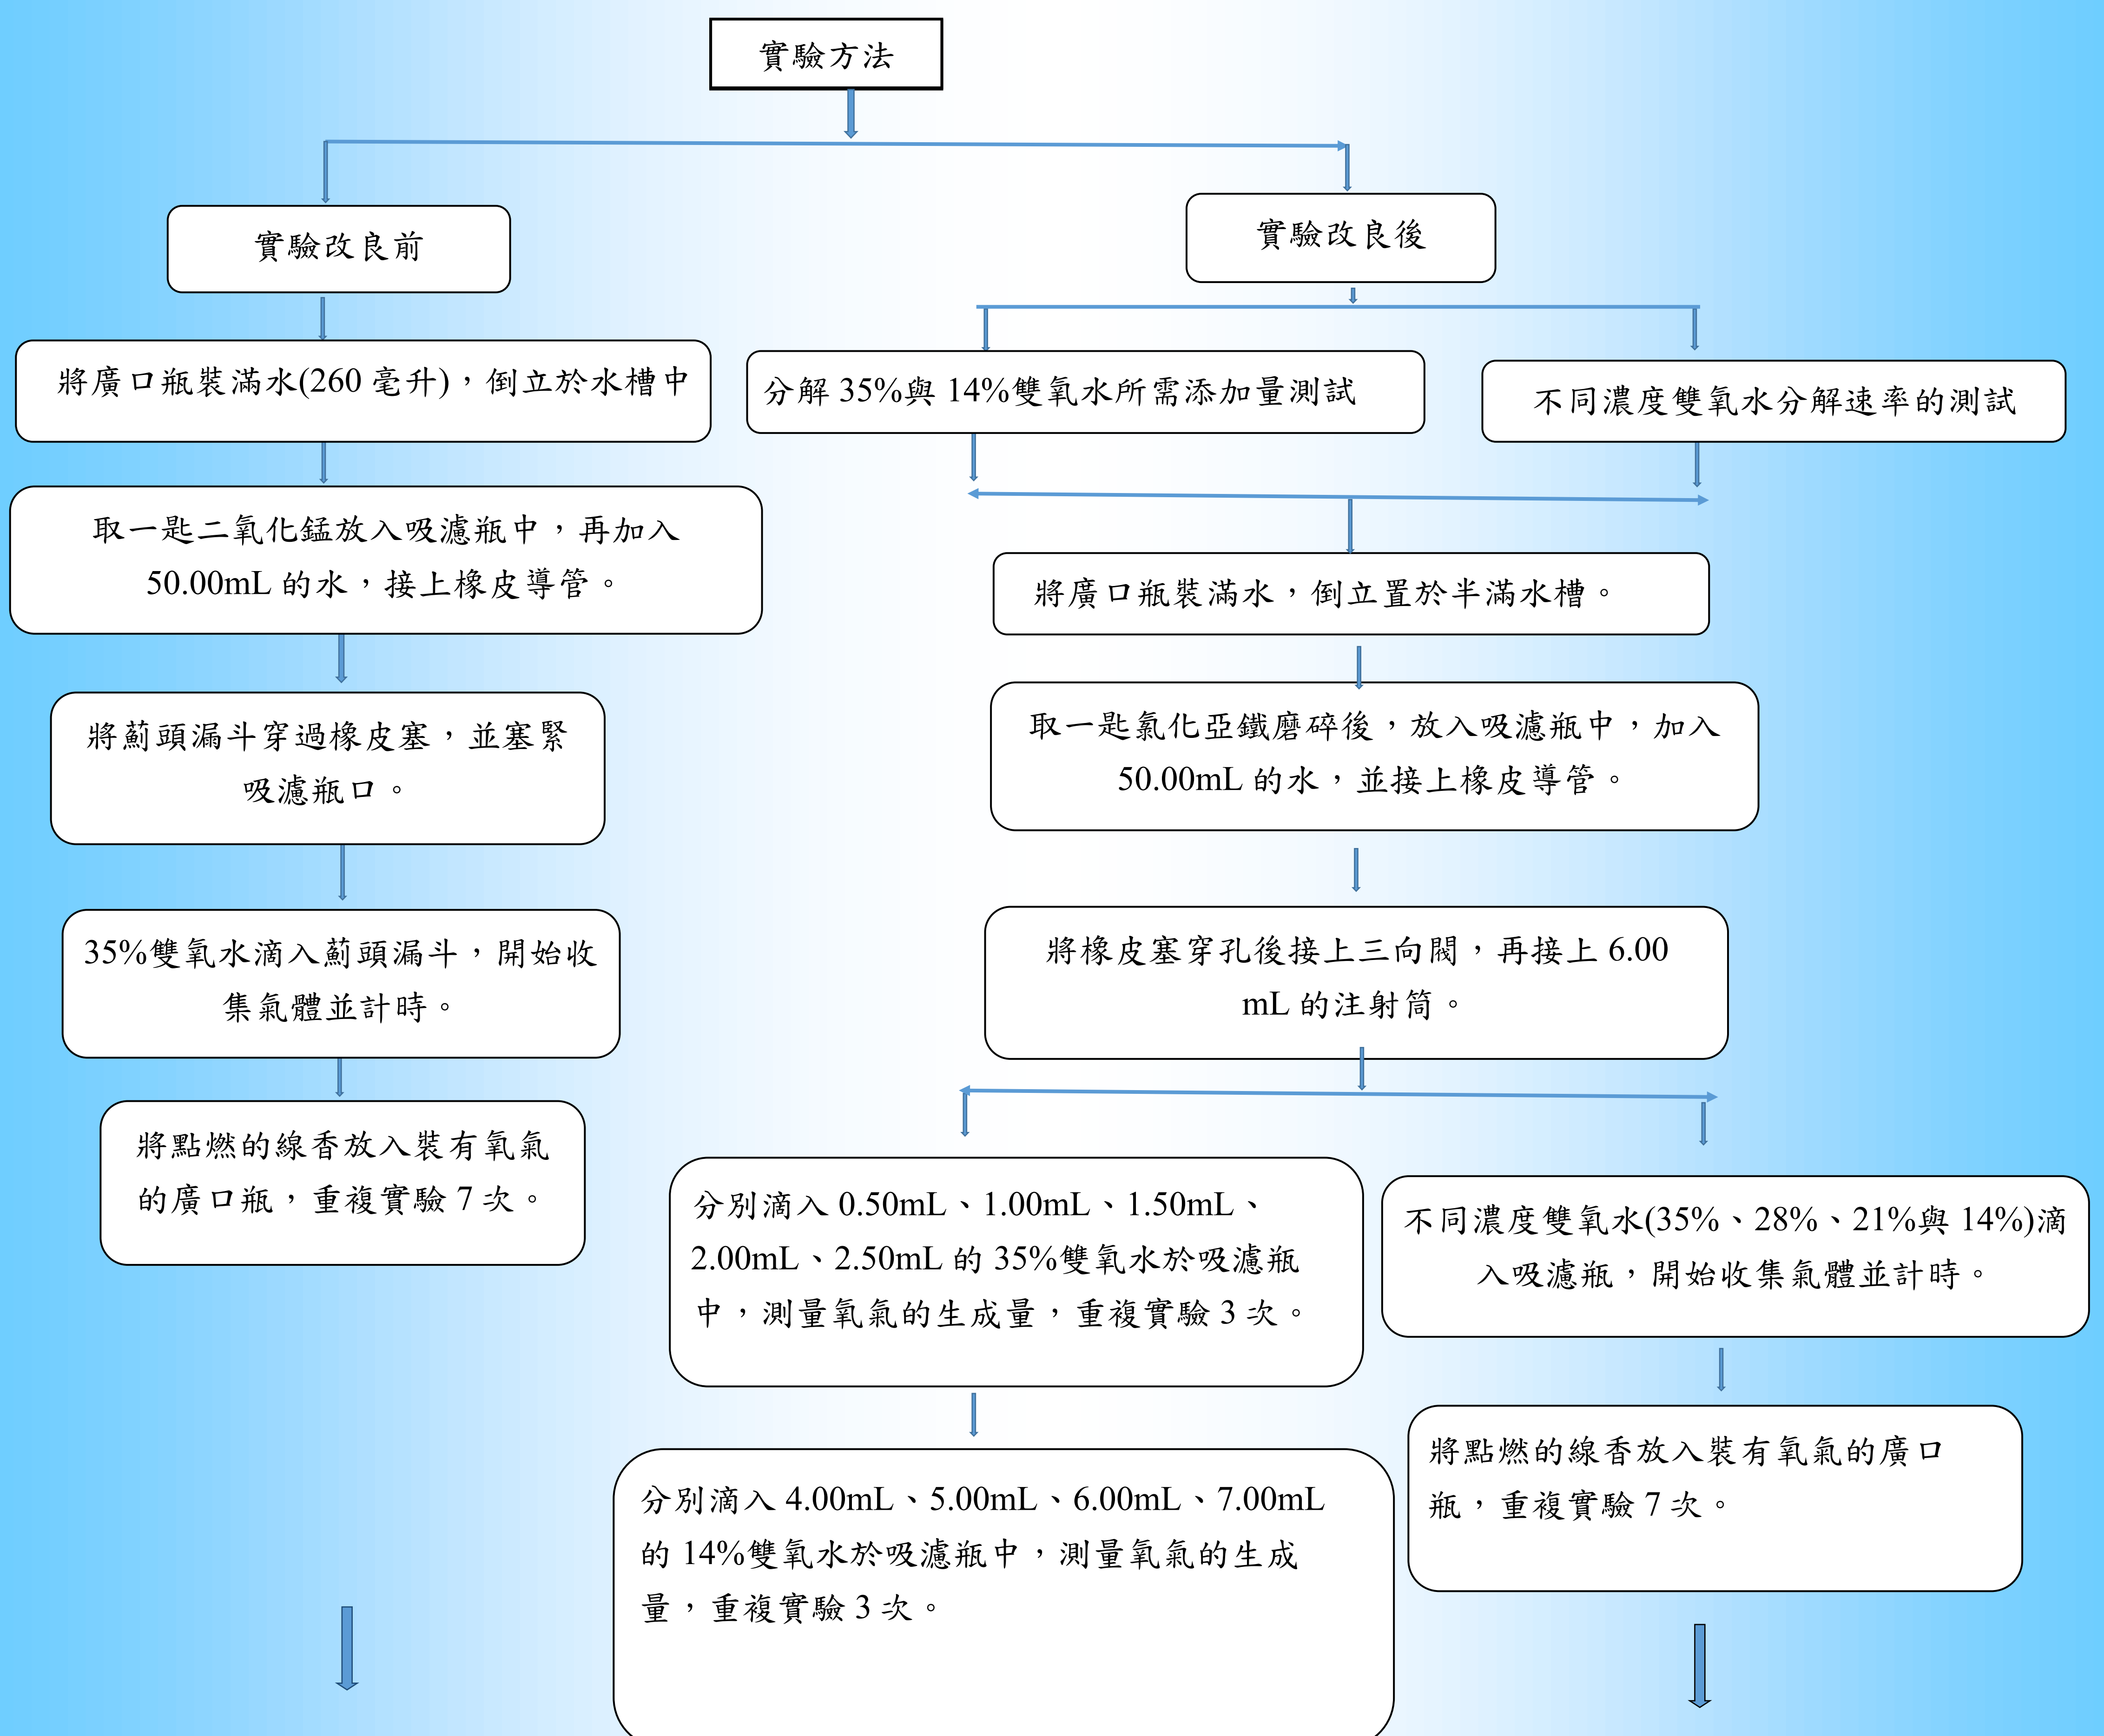 實驗方法
實驗改良前
將廣口瓶裝滿水(260 毫升)，倒立於水槽中
取一匙二氧化錳放入吸濾瓶中，再加入
50.00mL 的水，接上橡皮導管。
將薊頭漏斗穿過橡皮塞，並塞緊
吸濾瓶口。
35%雙氧水滴入薊頭漏斗，開始收
集氣體並計時。
將點燃的線香放入裝有氧氣
的廣口瓶，重複實驗 7 次。
實驗改良後
分解 35%與 14%雙氧水所需添加量測試
不同濃度雙氧水分解速率的測試
將廣口瓶裝滿水，倒立置於半滿水槽。
取一匙氯化亞鐵磨碎後，放入吸濾瓶中，加入
50.00mL 的水，並接上橡皮導管。
將橡皮塞穿孔後接上三向閥，再接上 6.00
mL 的注射筒。
分別滴入 0.50mL、1.00mL、1.50mL、
2.00mL、2.50mL 的 35%雙氧水於吸濾瓶
中，測量氧氣的生成量，重複實驗 3 次。
分別滴入 4.00mL、5.00mL、6.00mL、7.00mL
的 14%雙氧水於吸濾瓶中，測量氧氣的生成
量，重複實驗 3 次。
不同濃度雙氧水(35%、28%、21%與 14%)滴
入吸濾瓶，開始收集氣體並計時。
將點燃的線香放入裝有氧氣的廣口
瓶，重複實驗 7 次。